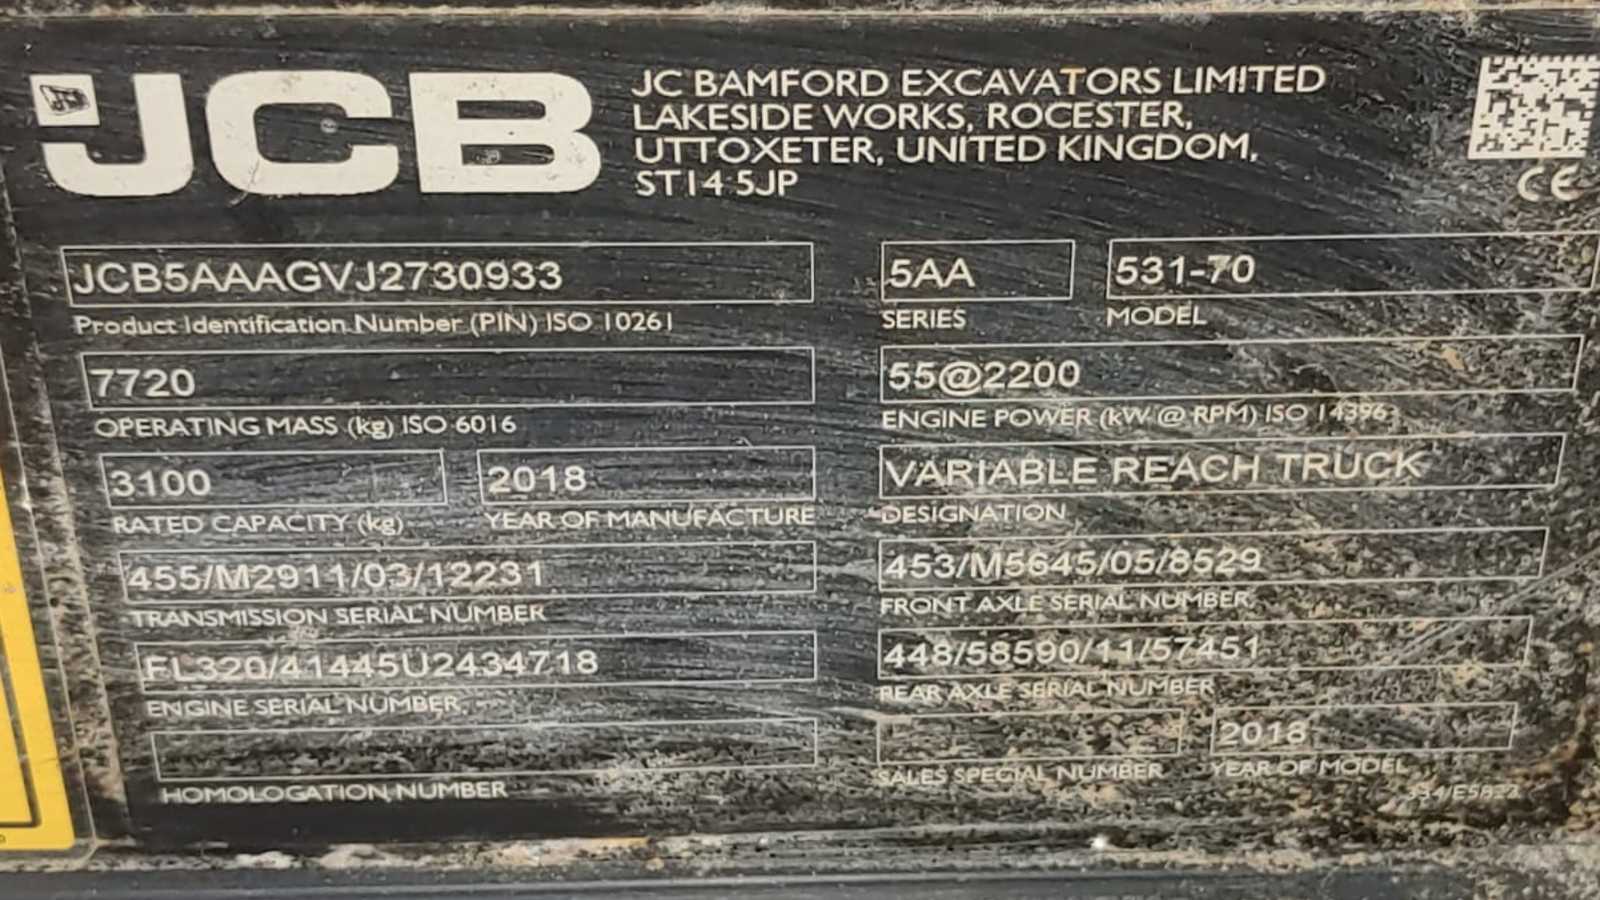 JCB
JC BAMFORD EXCAVATORS LIMITED
LAKESIDE WORKS, ROCESTER,
UTTOXETER, UNITED KINGDOM,
ST14 5JP
CE
JCB5AAAGVJ2730933
Product Identification Number (PIN) ISO 10261
5AA
SERIES
531-70
MODEL
7720
OPERATING MASS (kg) ISO 6016
55@2200
ENGINE POWER (kW @ RPM) ISO 14396
3100
RATED CAPACITY (kg)
2018
YEAR OF MANUFACTURE
VARIABLE REACH TRUCK
DESIGNATION
455/M2911/03/12231
TRANSMISSION SERIAL NUMBER
453/M5645/05/8529
FRONT AXLE SERIAL NUMBER
FL320/41445U2434718
ENGINE SERIAL NUMBER
448/58590/11/57451
REAR AXLE SERIAL NUMBER
HOMOLOGATION NUMBER
SALES SPECIAL NUMBER
2018
YEAR OF MODEL